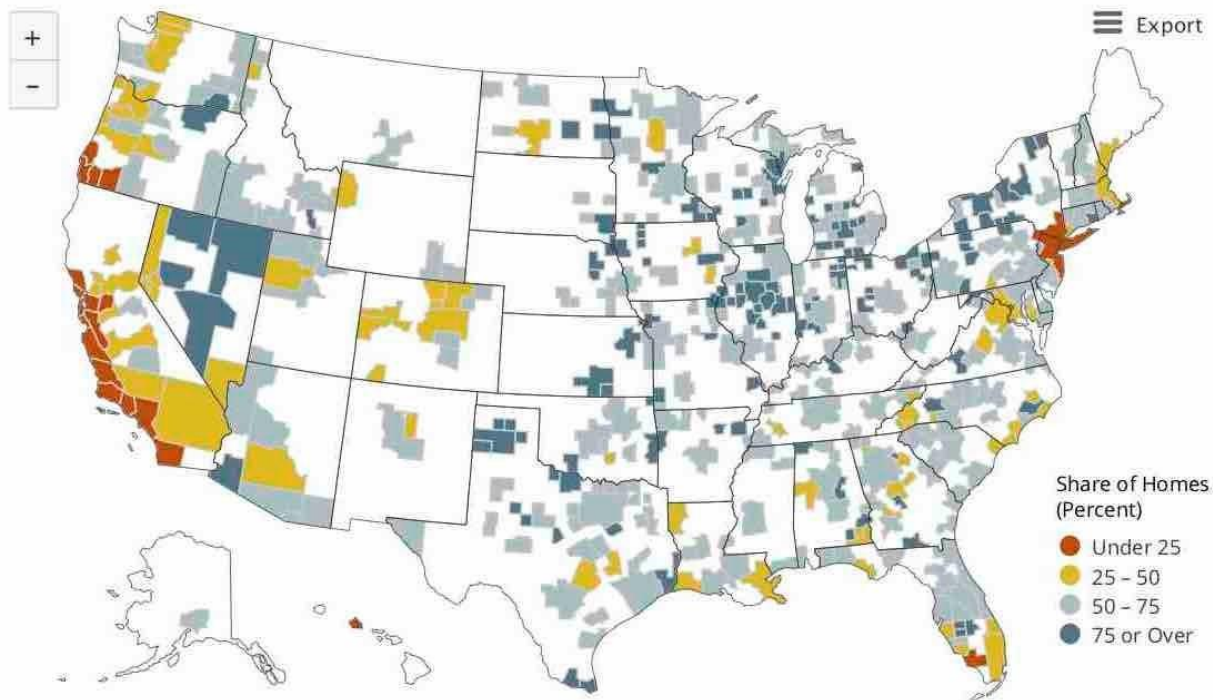 +
Export
−
Share of Homes
(Percent)
Under 25
25 – 50
50 – 75
75 or Over